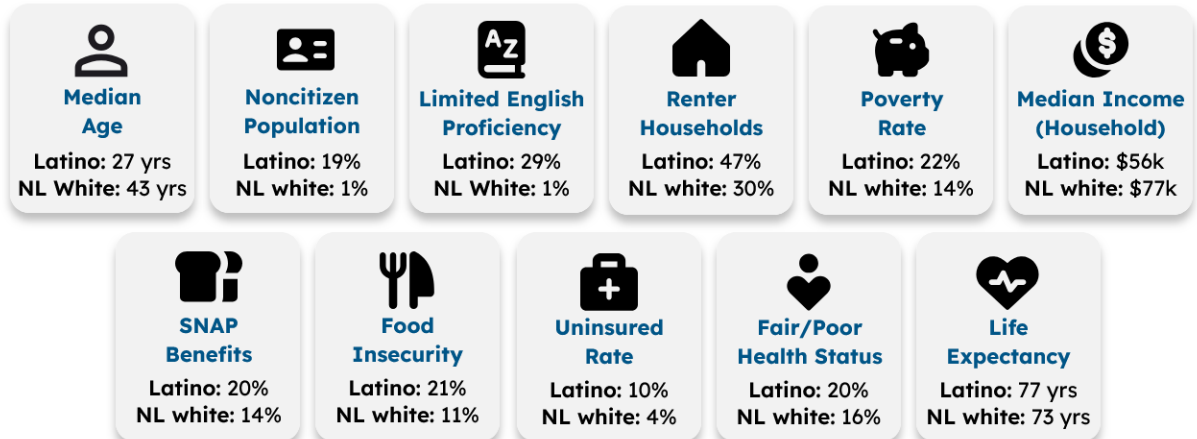 A Z
$
Median
Age
Latino: 27 yrs
NL White: 43 yrs
Noncitizen
Population
Latino: 19%
NL white: 1%
Limited English
Proficiency
Latino: 29%
NL White: 1%
Renter
Households
Latino: 47%
NL white: 30%
Poverty
Rate
Latino: 22%
NL white: 14%
Median Income
(Household)
Latino: $56k
NL white: $77k
SNAP
Benefits
Latino: 20%
NL white: 14%
Food
Insecurity
Latino: 21%
NL white: 11%
Uninsured
Rate
Latino: 10%
NL white: 4%
Fair/Poor
Health Status
Latino: 20%
NL white: 16%
Life
Expectancy
Latino: 77 yrs
NL white: 73 yrs